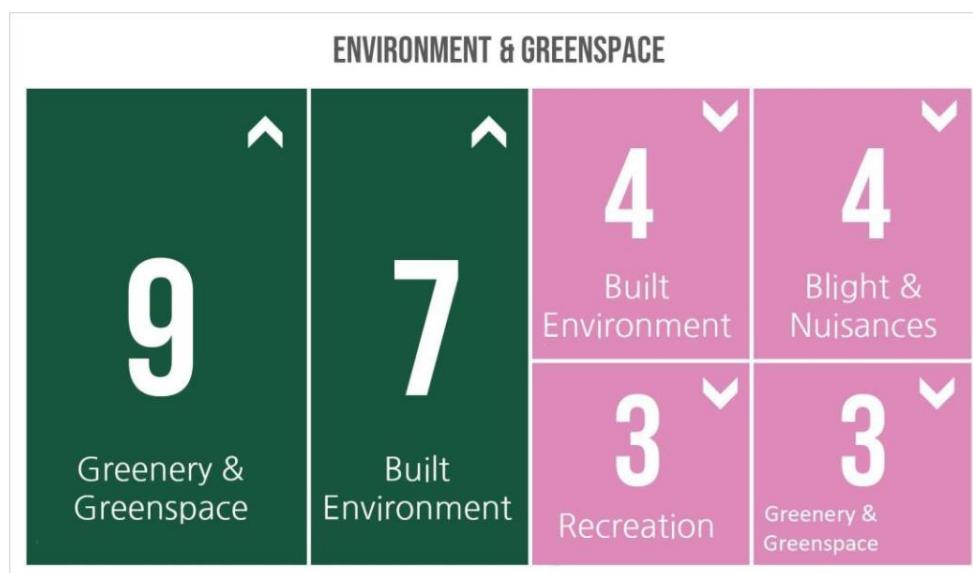 ENVIRONMENT & GREENSPACE
9
Greenery &
Greenspace
7
Built
Environment
4
Built
Environment
4
Blight &
Nuisances
3
Recreation
3
Greenery &
Greenspace